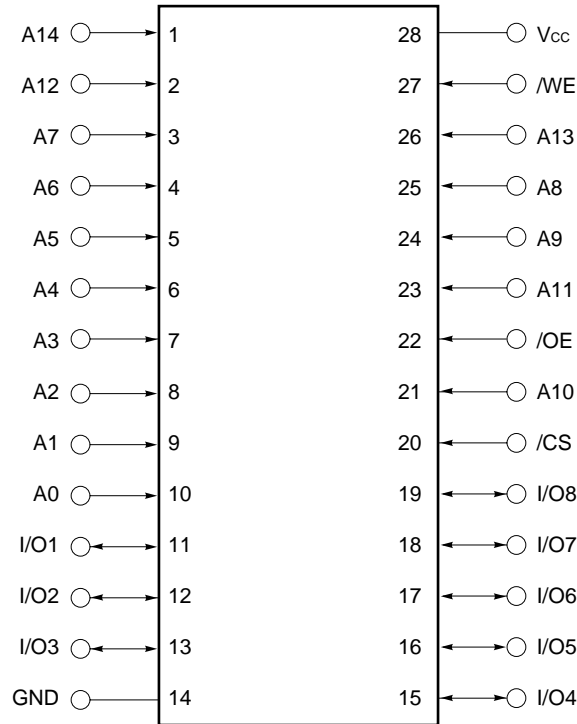 A14 1 28 Vcc
A12 2 27 /WE
A7 3 26 A13
A6 4 25 A8
A5 5 24 A9
A4 6 23 A11
A3 7 22 /OE
A2 8 21 A10
A1 9 20 /CS
A0 10 19 I/O8
I/O1 11 18 I/O7
I/O2 12 17 I/O6
I/O3 13 16 I/O5
GND 14 15 I/O4